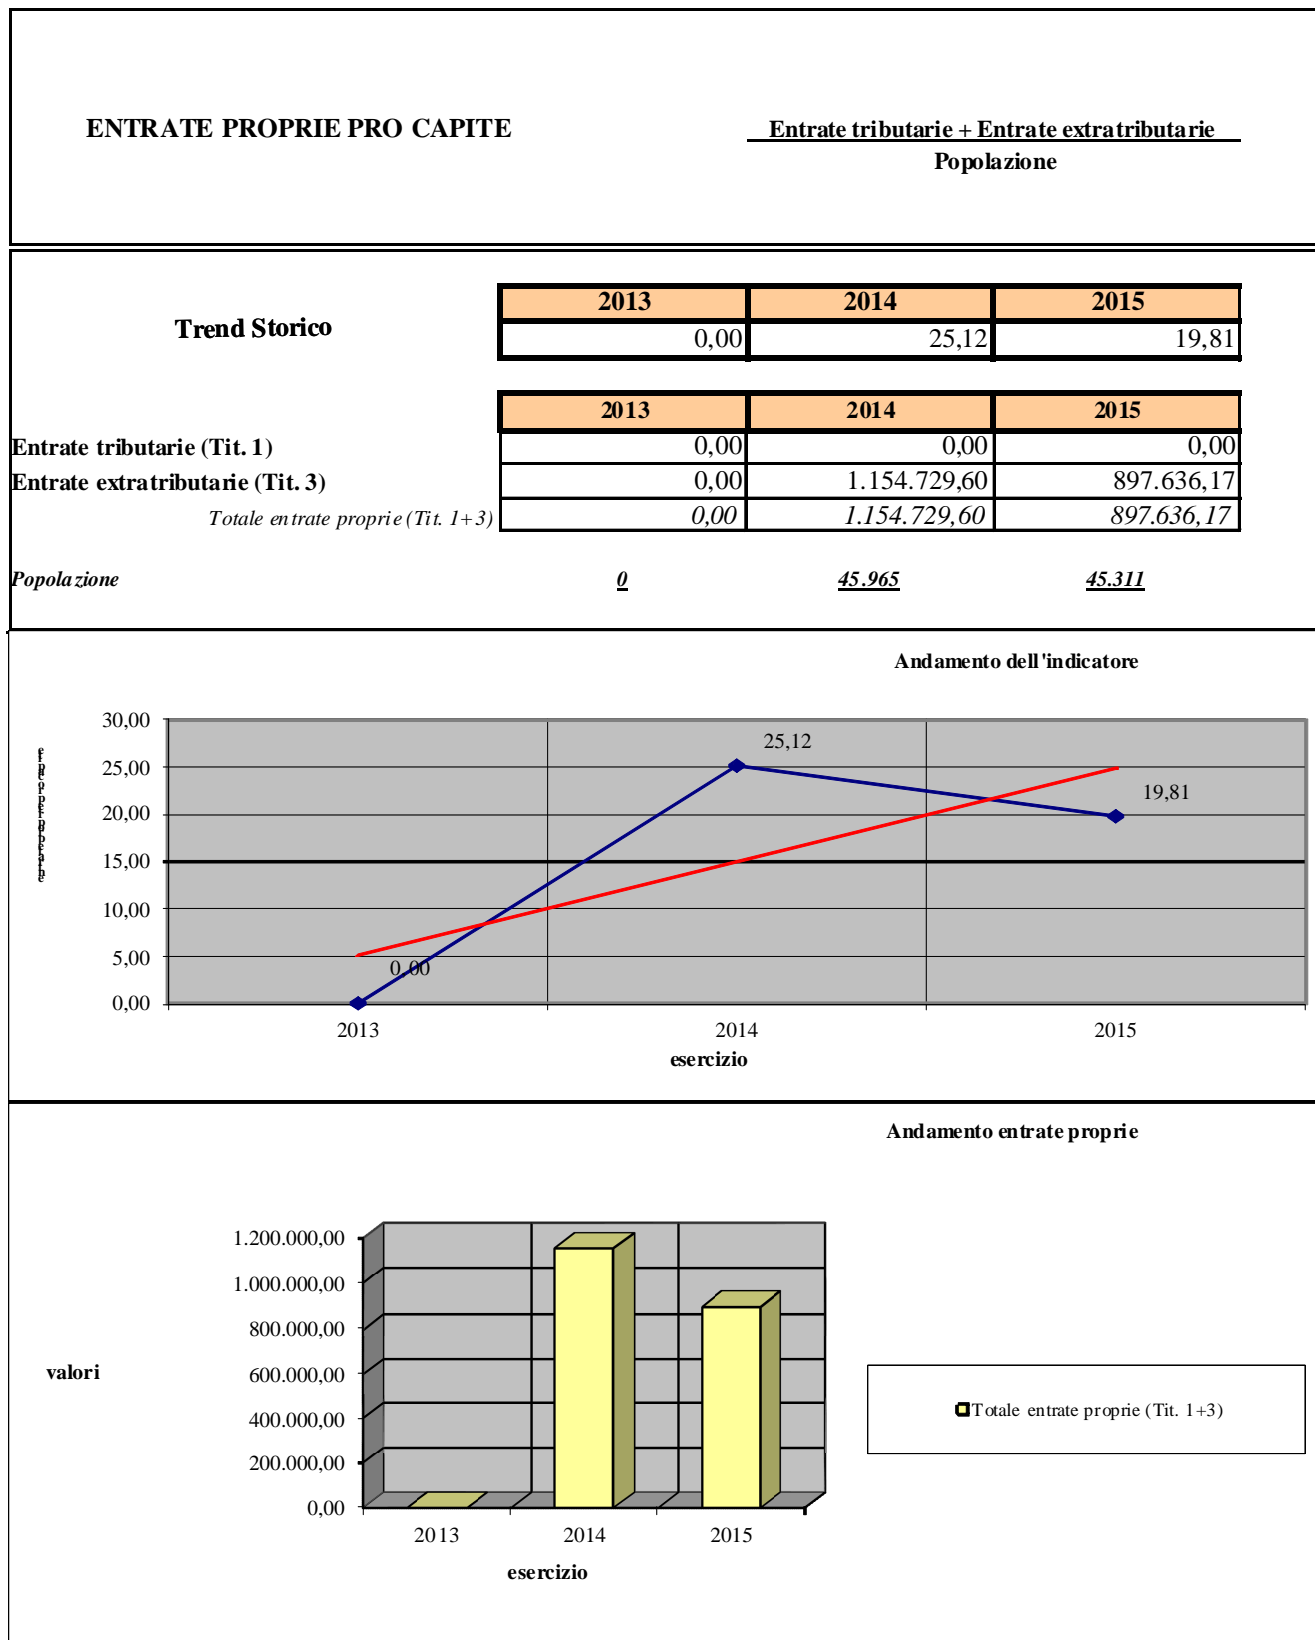 ENTRATE PROPRIE PRO CAPITE
Entrate tributarie + Entrate extratributarie
Popolazione
Trend Storico
2013 2014 2015
0,00 25,12 19,81
2013 2014 2015
Entrate tributarie (Tit. 1) 0,00 0,00 0,00
Entrate extratributarie (Tit. 3) 0,00 1.154.729,60 897.636,17
Totale entrate proprie (Tit. 1+3) 0,00 1.154.729,60 897.636,17
Popolazione 0 45.965 45.311
Andamento dell'indicatore
30,00
25,00
20,00
15,00
10,00
5,00
0,00
25,12
19,81
0,00
2013 2014 2015
esercizio
Andamento entrate proprie
1.200.000,00
1.000.000,00
800.000,00
600.000,00
400.000,00
200.000,00
0,00
valori
Totale entrate proprie (Tit. 1+3)
2013 2014 2015
esercizio